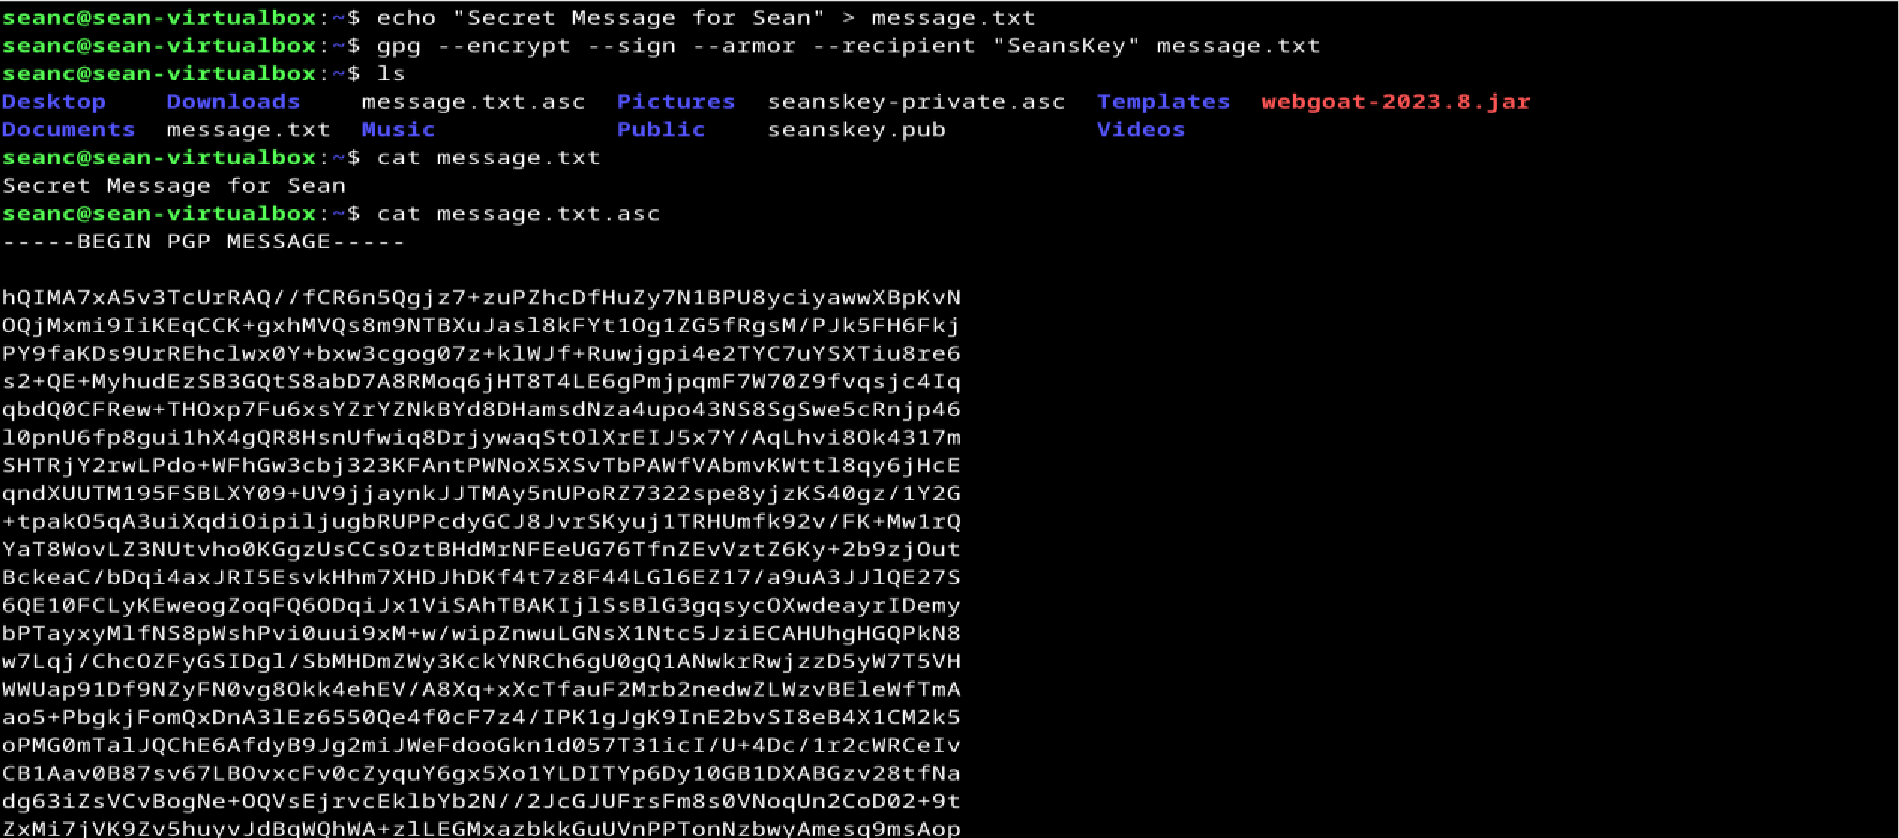 seanc@sean-virtualbox:~$ echo "Secret Message for Sean" > message.txt
seanc@sean-virtualbox:~$ gpg --encrypt --sign --armor --recipient "SeansKey" message.txt
seanc@sean-virtualbox:~$ ls
Desktop    Downloads    message.txt.asc  Pictures  seanskey-private.asc  Templates  webgoat-2023.8.jar
Documents  message.txt  Music            Public    seanskey.pub          Videos
seanc@sean-virtualbox:~$ cat message.txt
Secret Message for Sean
seanc@sean-virtualbox:~$ cat message.txt.asc
-----BEGIN PGP MESSAGE-----
hQIMA7xA5v3TcUrRAQ//fCR6n5Qgjz7+zuPZhcDfHuZy7N1BPU8yciyawwXBpKvN
OQjMxmi9IiKEqCCK+gxhMVQs8m9NTBXuJasl8kFYt1Og1ZG5fRgsM/PJk5FH6Fkj
PY9faKDs9UrREhclwx0Y+bxw3cgog07z+klWJf+Ruwjgpi4e2TYC7uYSXTiu8re6
s2+QE+MyhudEzSB3GQtS8abD7A8RMoq6jHT8T4LE6gPmjpqmF7W70Z9fvqsjc4Iq
qbdQ0CFRew+THOxp7Fu6xsYZrYZNkBYd8DHamsdNza4upo43NS8SgSwe5cRnjp46
l0pnU6fp8gui1hX4gQR8HsnUfwiq8DrjywaqStOlXrEIJ5x7Y/AqLhvi8Ok4317m
SHTRjY2rwLPdo+WFhGw3cbj323KFAntPWNoX5XSvTbPAWfVAbmvKWttl8qy6jHcE
qndXUUTM195FSBLXY09+UV9jjaynkJJTMAy5nUPoRZ7322spe8yjzKS40gz/1Y2G
+tpakO5qA3uiXqdiOipiljugbRUPPcdyGCJ8JvrSKyuj1TRHUmfk92v/FK+Mw1rQ
YaT8WovLZ3NUtvho0KGgzUsCCsOztBHdMrNFEeUG76TfnZEvVztZ6Ky+2b9zjOut
BckeaC/bDqi4axJRI5EsvkHhm7XHDJhDKf4t7z8F44LGl6EZ17/a9uA3JJlQE27S
6QE10FCLyKEweogZoqFQ6ODqiJx1ViSAhTBAKIjlSsBlG3gqsycOXwdeayrIDemy
bPTayxyMlfNS8pWshPvi0uui9xM+w/wipZnwuLGNsX1Ntc5JziECAHUhgHGQPkN8
w7Lqj/ChcOZFyGSIDgl/SbMHDmZWy3KckYNRCh6gU0gQ1ANwkrRwjzzD5yW7T5VH
WWUap91Df9NZyFN0vg8Okk4ehEV/A8Xq+xXcTfauF2Mrb2nedwZLWzvBEleWfTmA
ao5+PbgkjFomQxDnA3lEz6550Qe4f0cF7z4/IPK1gJgK9InE2bvSI8eB4X1CM2k5
oPMG0mTalJQChE6AfdyB9Jg2miJWeFdooGkn1d057T31icI/U+4Dc/1r2cWRCeIv
CB1Aav0B87sv67LBOvxcFv0cZyquY6gx5Xo1YLDITYp6Dy10GB1DXABGzv28tfNa
dg63iZsVCvBogNe+OQVsEjrvcEklbYb2N//2JcGJUFrsFm8s0VNoqUn2CoD02+9t
ZxMi7jVK9Zv5huyvJdBqWQhWA+zlLEGMxazbkkGuUVnPPTonNzbwyAmesq9msAop